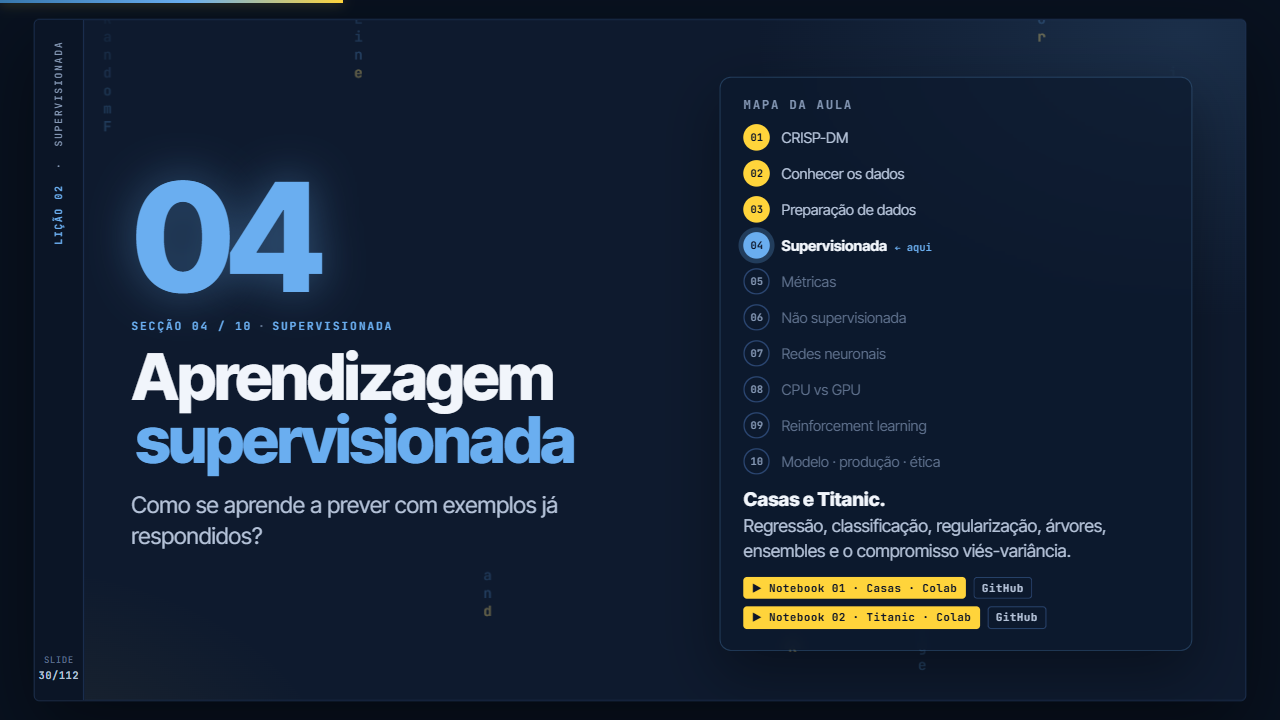 LIÇÃO 02 · SUPERVISIONADA
04
SECÇÃO 04 / 10 · SUPERVISIONADA
Aprendizagem
supervisionada
Como se aprende a prever com exemplos já
respondidos?
MAPA DA AULA
01 CRISP-DM
02 Conhecer os dados
03 Preparação de dados
04 Supervisionada ← aqui
05 Métricas
06 Não supervisionada
07 Redes neuronais
08 CPU vs GPU
09 Reinforcement learning
10 Modelo · produção · ética
Casas e Titanic.
Regressão, classificação, regularização, árvores,
ensembles e o compromisso viés-variância.
▶ Notebook 01 · Casas · Colab GitHub
▶ Notebook 02 · Titanic · Colab GitHub
SLIDE
30/112